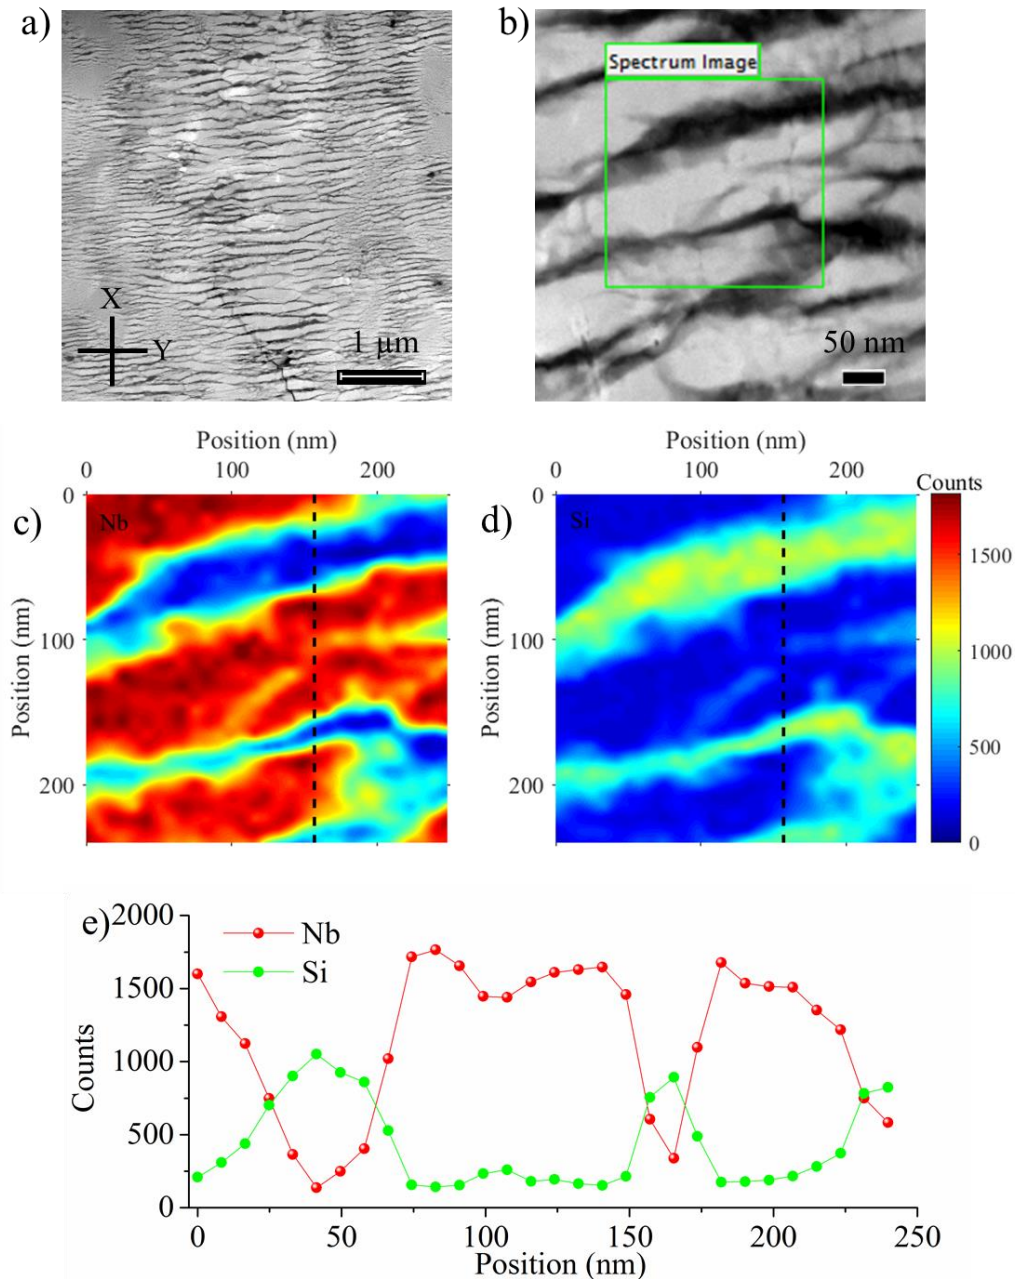 a)
X
Y
1 μm
b)
Spectrum Image
50 nm
Position (nm)
0 100 200
c)
Nb
Position (nm)
0
100
200
Position (nm)
0 100 200
d)
Si
Position (nm)
0
100
200
Counts
1500
1000
500
0
e)
Nb
Si
Counts
2000
1500
1000
500
0
0 50 100 150 200 250
Position (nm)